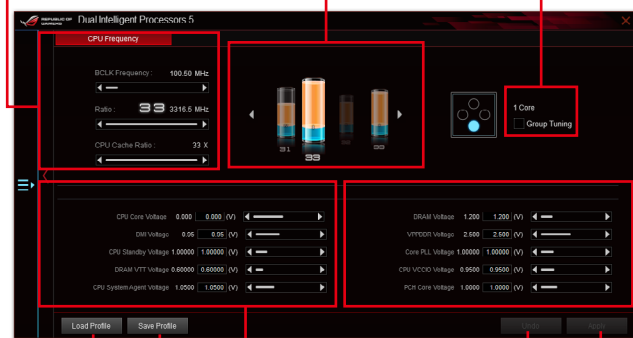 REPUBLIC OF GAMERS Dual Intelligent Processors 5
CPU Frequency
BCLK Frequency : 100.50 MHz
Ratio : 33 3316.5 MHz
CPU Cache Ratio : 33 X
31 33 33
1 Core
Group Tuning
CPU Core Voltage 0.000 0.000 (V)
DMI Voltage 0.05 0.05 (V)
CPU Standby Voltage 1.00000 1.00000 (V)
DRAM VTT Voltage 0.60000 0.60000 (V)
CPU System Agent Voltage 1.0500 1.0500 (V)
DRAM Voltage 1.200 1.200 (V)
VPPDDR Voltage 2.500 2.500 (V)
Core PLL Voltage 1.00000 1.00000 (V)
CPU VCCIO Voltage 0.9500 0.9500 (V)
PCH Core Voltage 1.0000 1.0000 (V)
Load Profile Save Profile Undo Apply